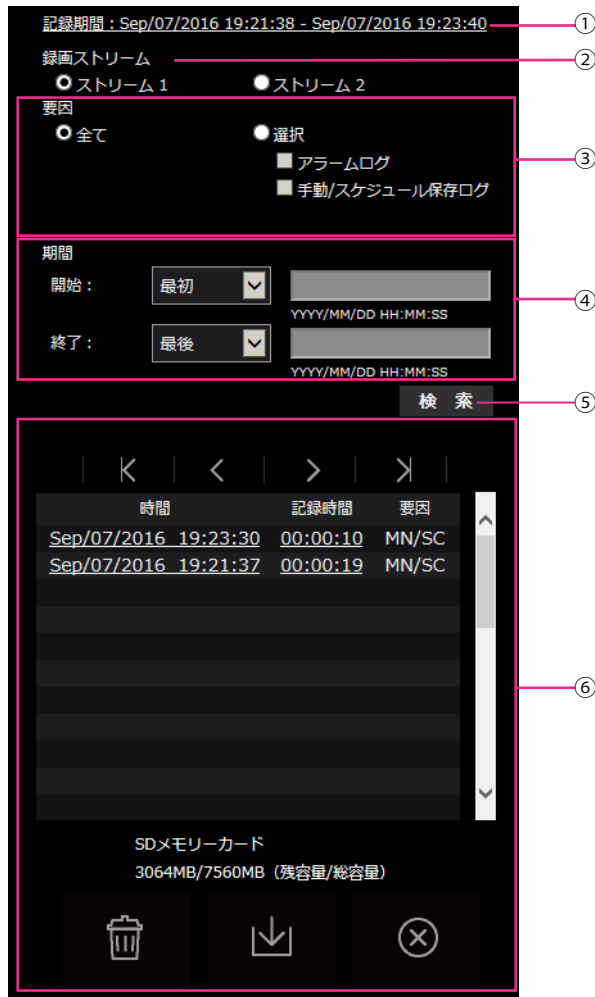 記録期間 : Sep/07/2016 19:21:38 - Sep/07/2016 19:23:40 ①
録画ストリーム ②
ストリーム 1 ストリーム 2
要因
全て 選択
アラームログ ③
手動/スケジュール保存ログ
期間
開始 : 最初
YYYY/MM/DD HH:MM:SS ④
終了 : 最後
YYYY/MM/DD HH:MM:SS
検 索 ⑤
時間 記録時間 要因
Sep/07/2016 19:23:30 00:00:10 MN/SC
Sep/07/2016 19:21:37 00:00:19 MN/SC
⑥
SDメモリーカード
3064MB/7560MB（残容量/総容量）